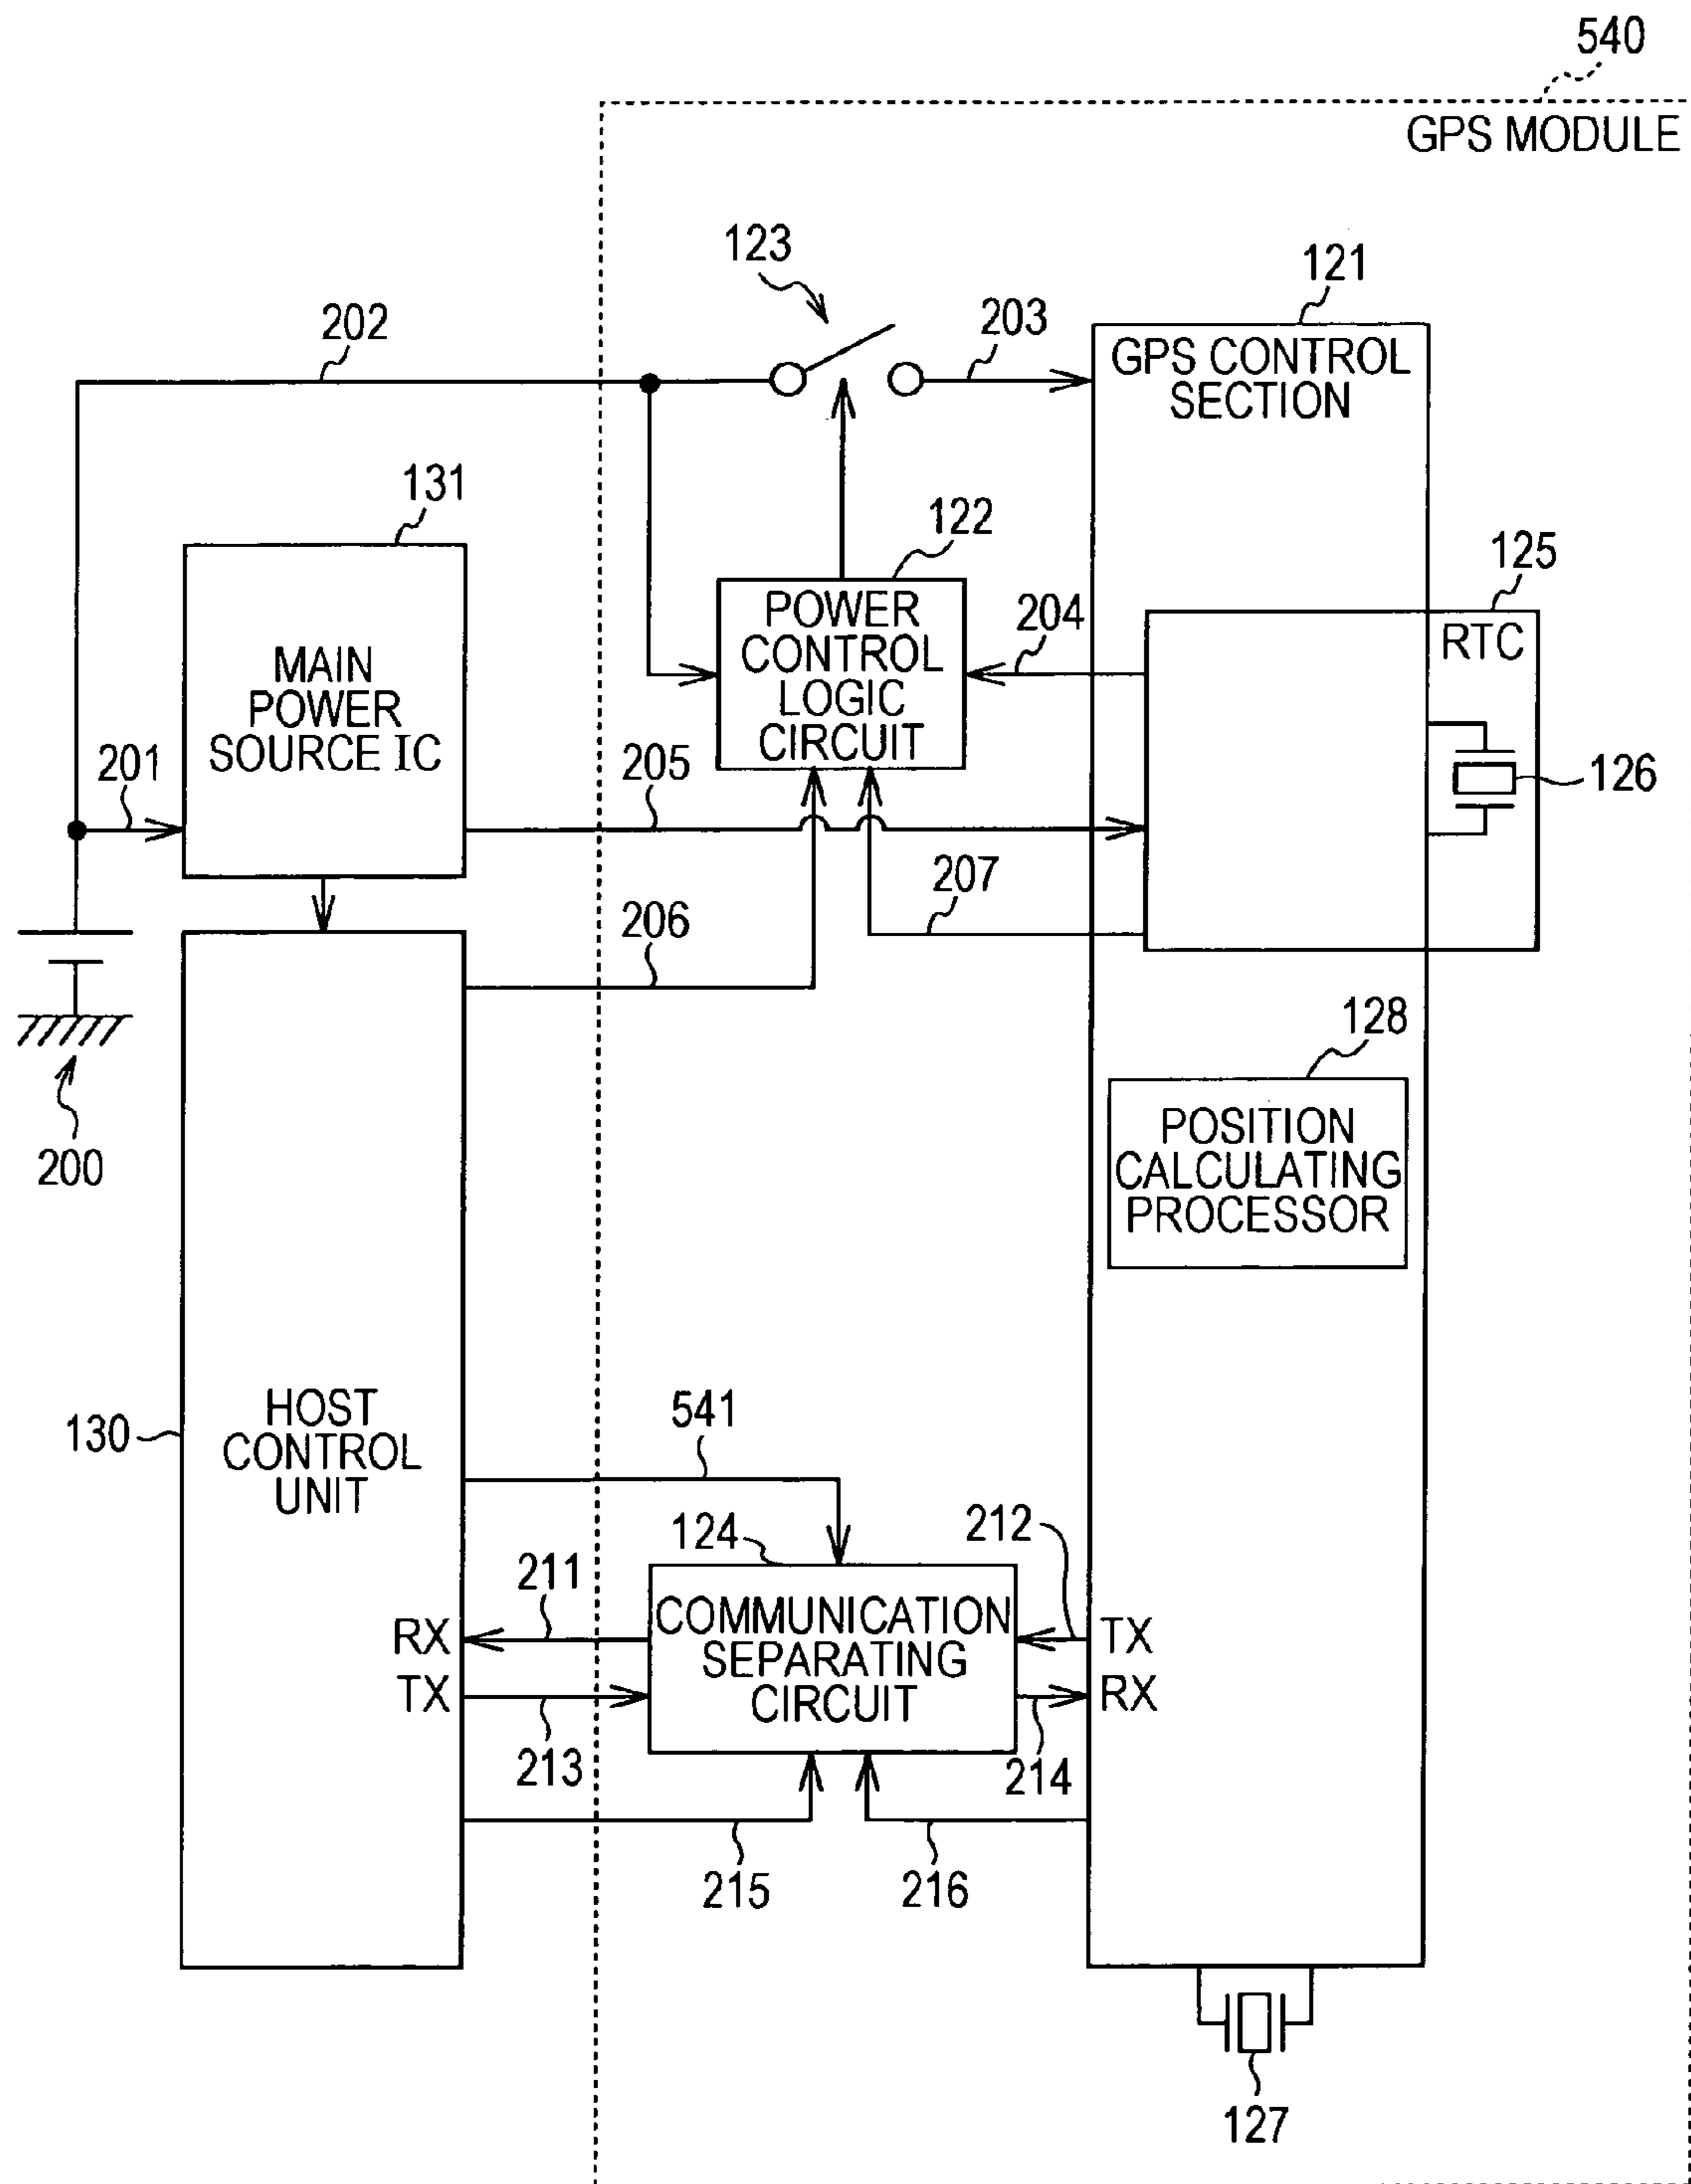 540
GPS MODULE
123
121
202
203
GPS CONTROL
SECTION
131
122
125
POWER
CONTROL
LOGIC
CIRCUIT
204
RTC
MAIN
POWER
SOURCE IC
201
205
126
207
206
128
200
POSITION
CALCULATING
PROCESSOR
130
HOST
CONTROL
UNIT
541
124
212
211
COMMUNICATION
SEPARATING
CIRCUIT
RX
TX
TX
RX
213
214
215
216
127